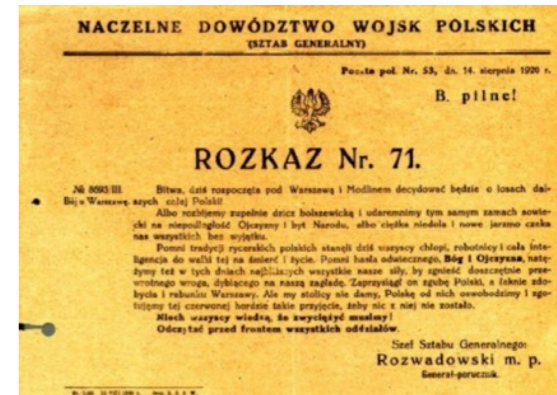 NACZELNE DOWÓDZTWO WOJSK POLSKICH
(SZTAB GENERALNY)
Poczta pol. Nr. 53, dn. 14. sierpnia 1920 r.
B. pilne!
ROZKAZ Nr. 71.
№ 8693/III. Bitwa, dziś rozpoczęta pod Warszawą i Modlinem decydować będzie o losach dal-
Bój o Warszawę. szych całej Polski!
Albo rozbijemy zupełnie dzicz bolszewicką i udaremnimy tym samym zamach sowie-
cki na niepodległość Ojczyzny i byt Narodu, albo ciężka niedola i nowe jarzmo czeka
nas wszystkich bez wyjątku.
Pomni tradycji rycerskich polskich stanęli dziś wszyscy chłopi, robotnicy i cała inte-
ligencja do walki tej na śmierć i życie. Pomni hasła odwiecznego, Bóg i Ojczyzna, natę-
żymy też w tych dniach najbliższych wszystkie nasze siły, by zgnieść doszczętnie prze-
wrotnego wroga, dybiącego na naszą zagładę. Zaprzysiągł on zgubę Polski, a łaknie zdo-
bycia i rabunku Warszawy. Ale my stolicy nie damy, Polskę od nich oswobodzimy i zgo-
tujemy tej czerwonej hordzie takie przyjęcie, żeby nic z niej nie zostało.
Niech wszyscy wiedzą, że zwyciężyć musimy!
Odczytać przed frontem wszystkich oddziałów.
Szef Sztabu Generalnego:
Rozwadowski m. p.
Generał-porucznik.